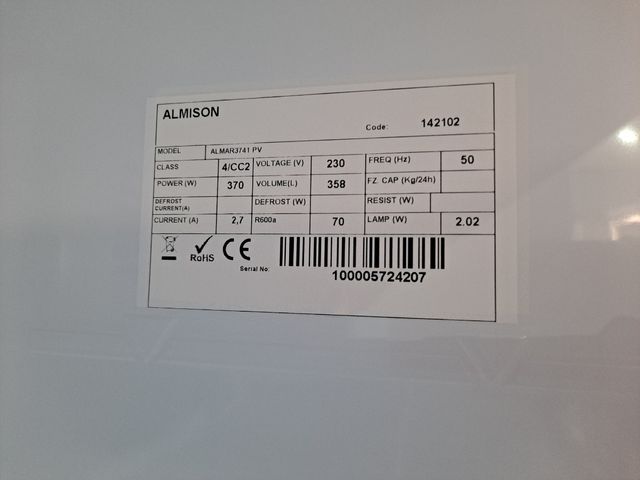 ALMISON
Code: 142102
MODEL ALMAR3741 PV
CLASS 4/CC2 VOLTAGE (V) 230 FREQ (Hz) 50
POWER (W) 370 VOLUME(L) 358 FZ. CAP (Kg/24h)
DEFROST CURRENT(A) DEFROST (W) RESIST (W)
CURRENT (A) 2,7 R600a 70 LAMP (W) 2.02
RoHS CE
Serial No:
100005724207